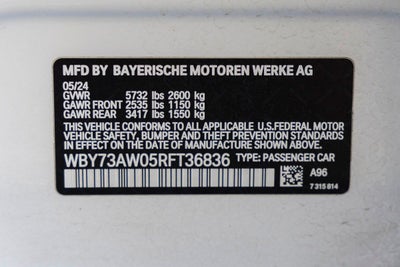 MFD BY BAYERISCHE MOTOREN WERKE AG
05/24
GVWR 5732 lbs 2600 kg
GAWR FRONT 2535 lbs 1150 kg
GAWR REAR 3417 lbs 1550 kg
THIS VEHICLE CONFORMS TO ALL APPLICABLE U.S.FEDERAL MOTOR
VEHICLE SAFETY, BUMPER AND THEFT PREVENTION STANDARDS IN
EFFECT ON THE DATE OF MANUFACTURE SHOWN ABOVE.
WBY73AW05RFT36836 TYPE: PASSENGER CAR
A96
7 315 814